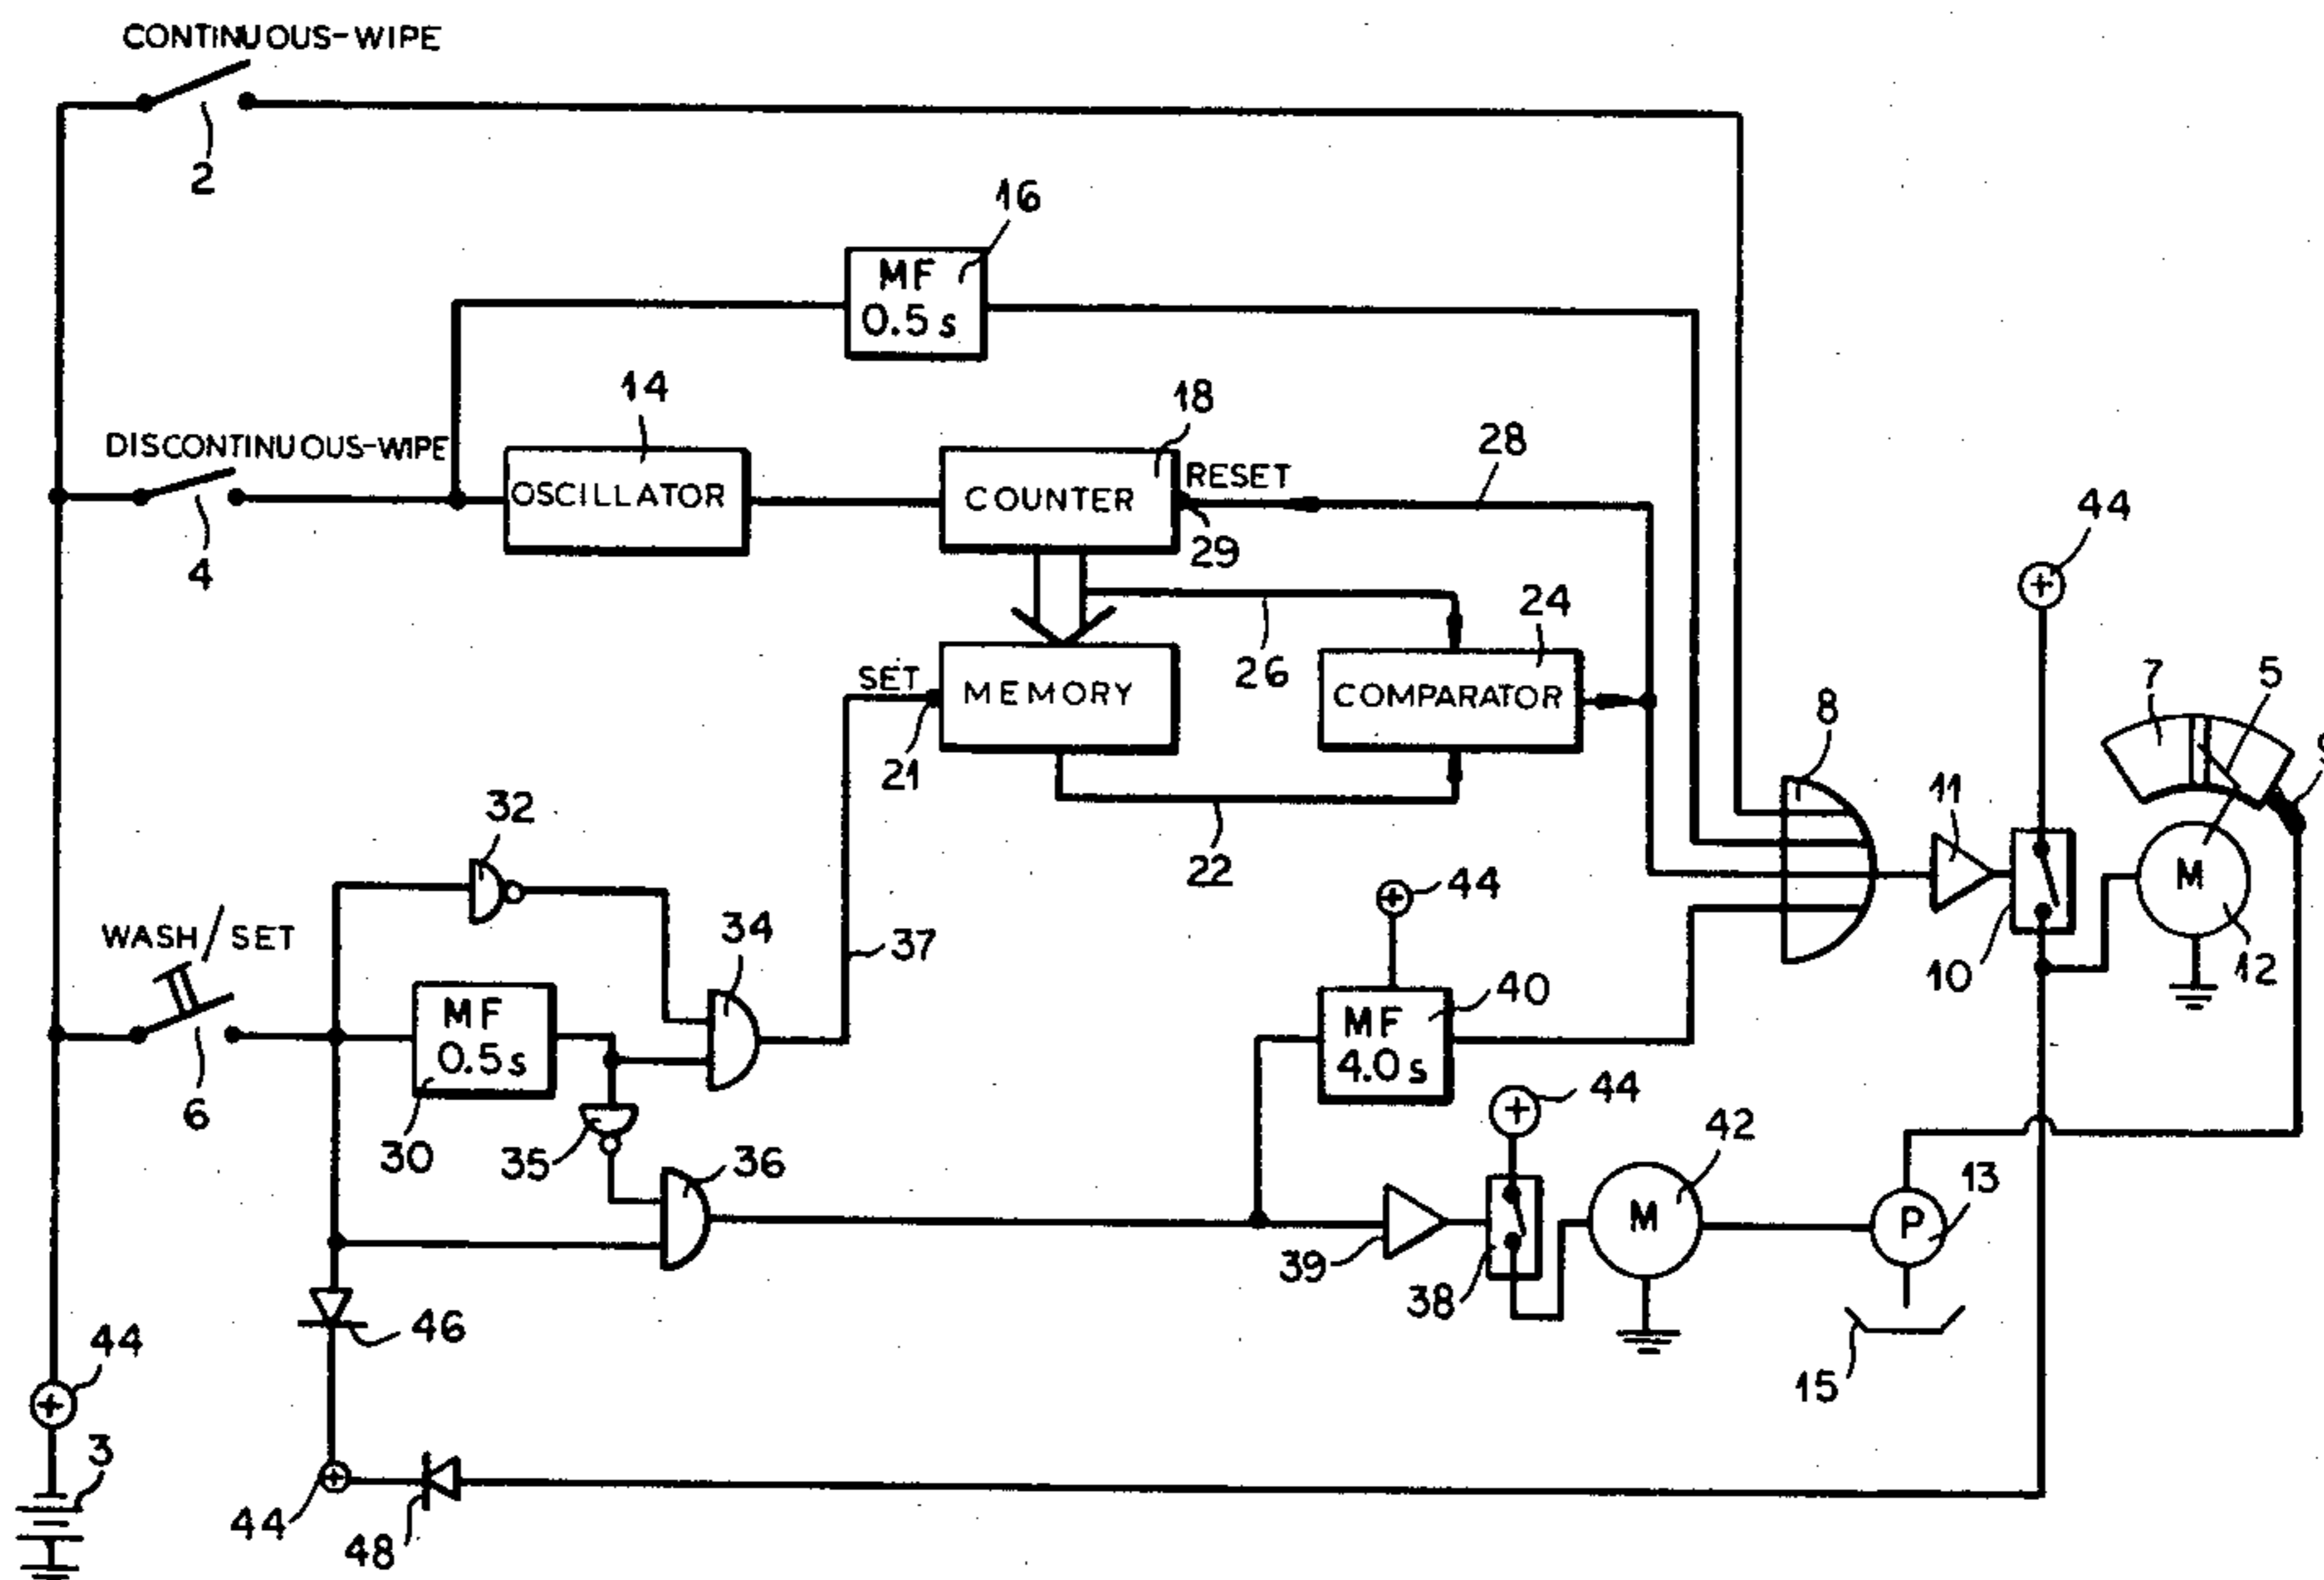 CONTINUOUS-WIPE
2
16
MF
0.5 s
14
18
DISCONTINUOUS-WIPE
OSCILLATOR
COUNTER
RESET
28
29
4
44
24
26
SET
MEMORY
COMPARATOR
21
22
7
5
8
11
9
32
M
44
34
37
WASH/SET
10
12
MF
0.5 s
40
MF
4.0 s
6
30
35
36
44
42
13
M
P
39
38
15
46
44
3
44
48